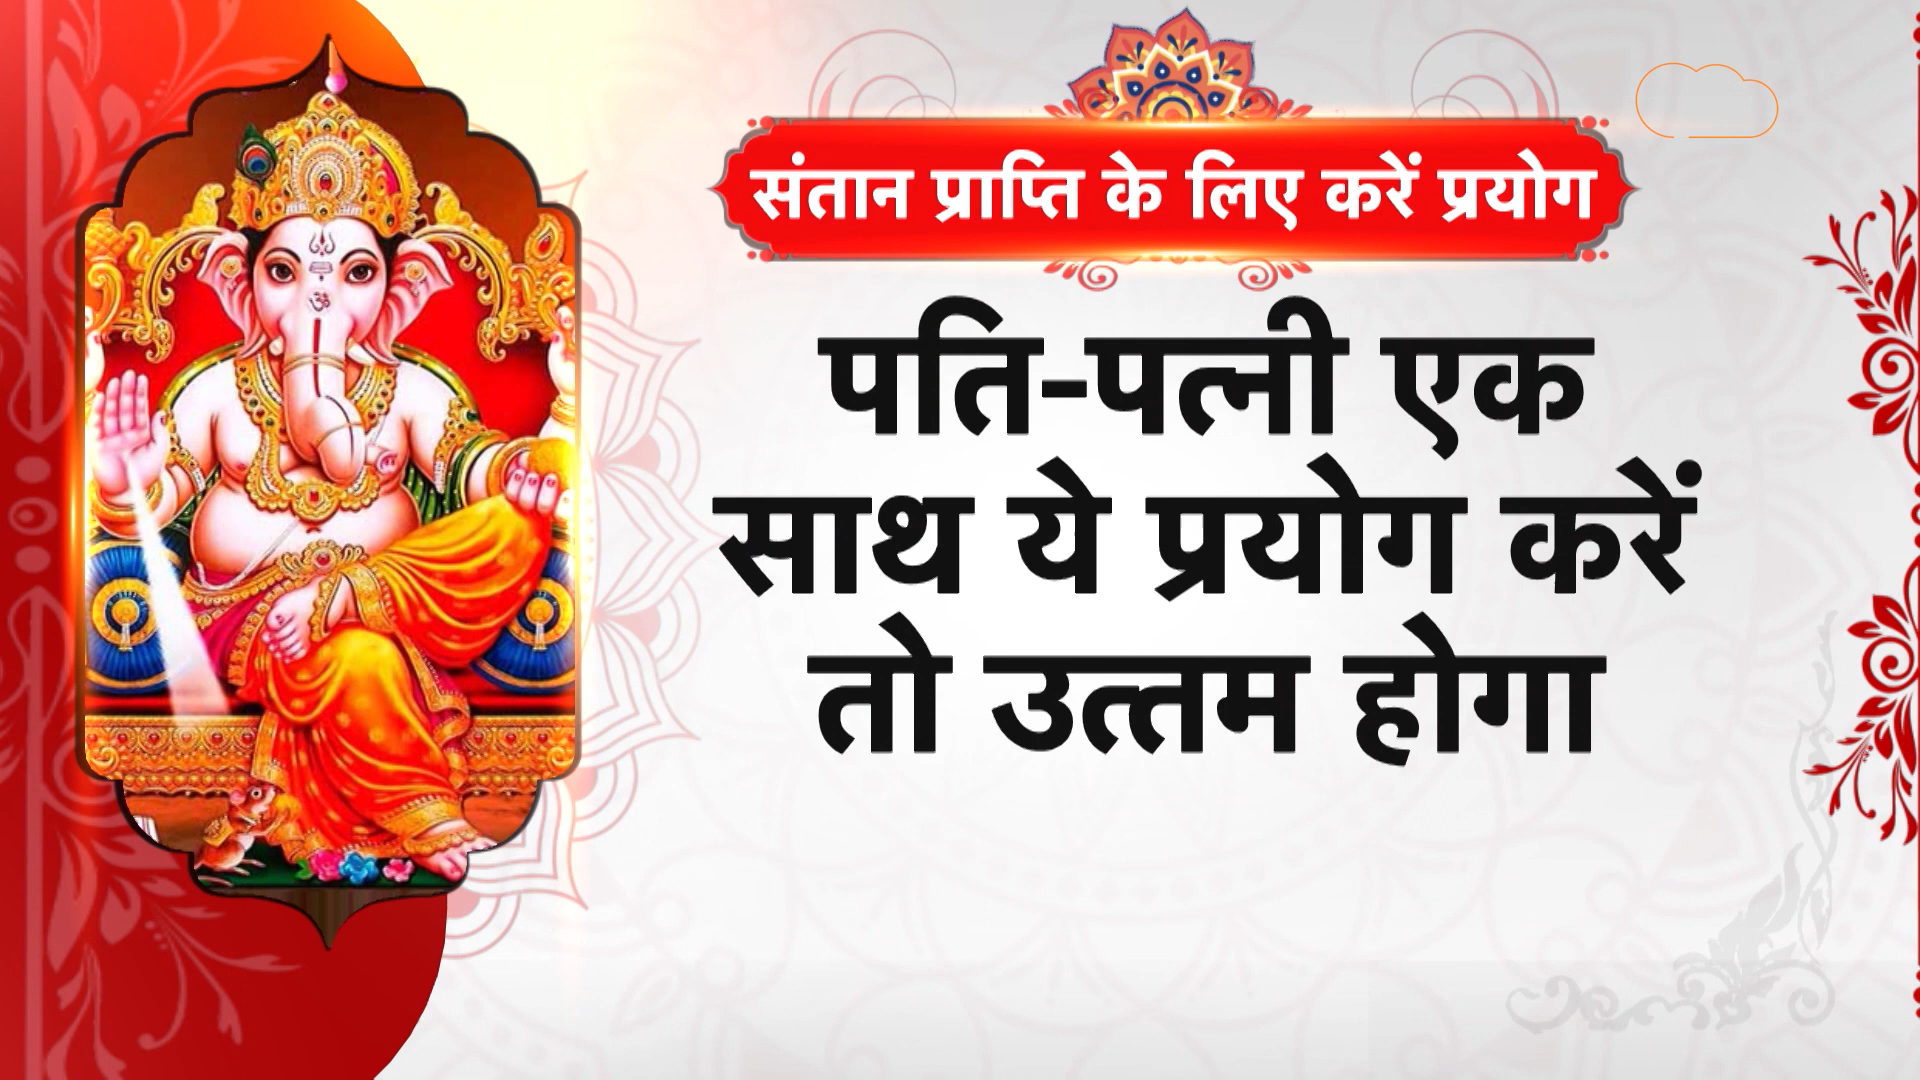 संतान प्राप्ति के लिए करें प्रयोग
पति-पत्नी एक
साथ ये प्रयोग करें
तो उत्तम होगा